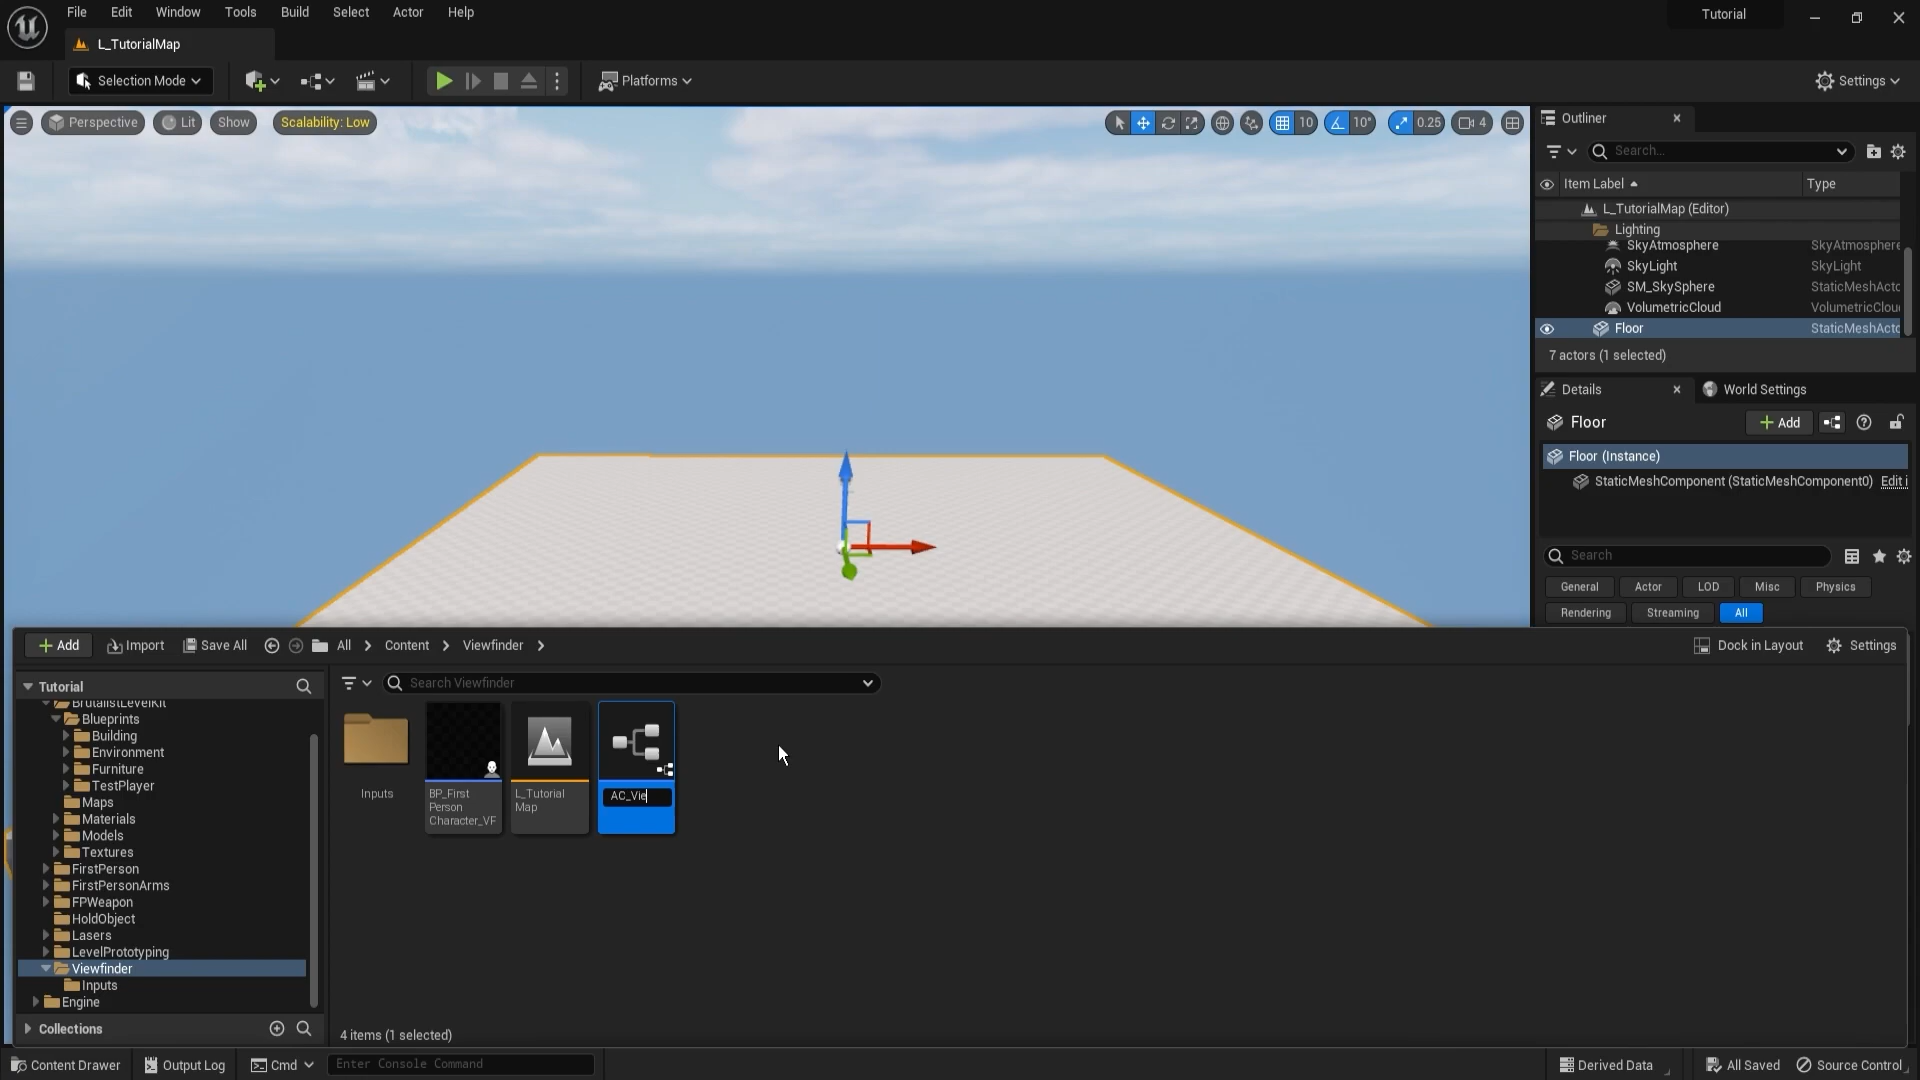 File Edit Window Tools Build Select Actor Help
Tutorial
L_TutorialMap
Selection Mode
Platforms
Settings
Perspective Lit Show Scalability: Low
10 10° 0.25 4
Outliner
Search...
Item Label Type
L_TutorialMap (Editor)
Lighting
SkyAtmosphere SkyAtmosphere
SkyLight SkyLight
SM_SkySphere StaticMeshActo
VolumetricCloud VolumetricClou
Floor StaticMeshActo
7 actors (1 selected)
Details World Settings
Floor Add
Floor (Instance)
StaticMeshComponent (StaticMeshComponent0) Edit i
Search
General Actor LOD Misc Physics
Rendering Streaming All
Add Import Save All All Content Viewfinder
Dock in Layout Settings
Tutorial
Search Viewfinder
BrutalistLevelKit
Blueprints
Building
Environment
Furniture
TestPlayer
Maps
Materials
Models
Textures
FirstPerson
FirstPersonArms
FPWeapon
HoldObject
Lasers
LevelPrototyping
Viewfinder
Inputs
Engine
Collections
Inputs
BP_First
Person
Character_VF
L_Tutorial
Map
AC_Vie
4 items (1 selected)
Content Drawer Output Log Cmd Enter Console Command
Derived Data All Saved Source Control